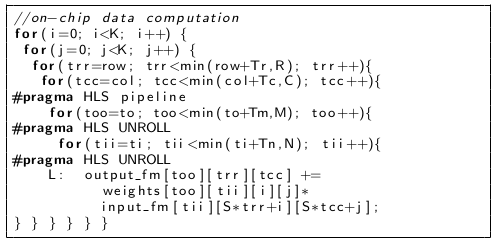 //on-chip data computation
for(i=0; i<K; i++) {
for(j=0; j<K; j++) {
for(trr=row; trr<min(row+Tr,R); trr++){
for(tcc=col; tcc<min(col+Tc,C); tcc++){
#pragma HLS pipeline
for(too=to; too<min(to+Tm,M); too++){
#pragma HLS UNROLL
for(tii=ti; tii<min(ti+Tn,N); tii++){
#pragma HLS UNROLL
L: output_fm[too][trr][tcc] +=
weights[too][tii][i][j]*
input_fm[tii][S*trr+i][S*tcc+j];
} } } } } }